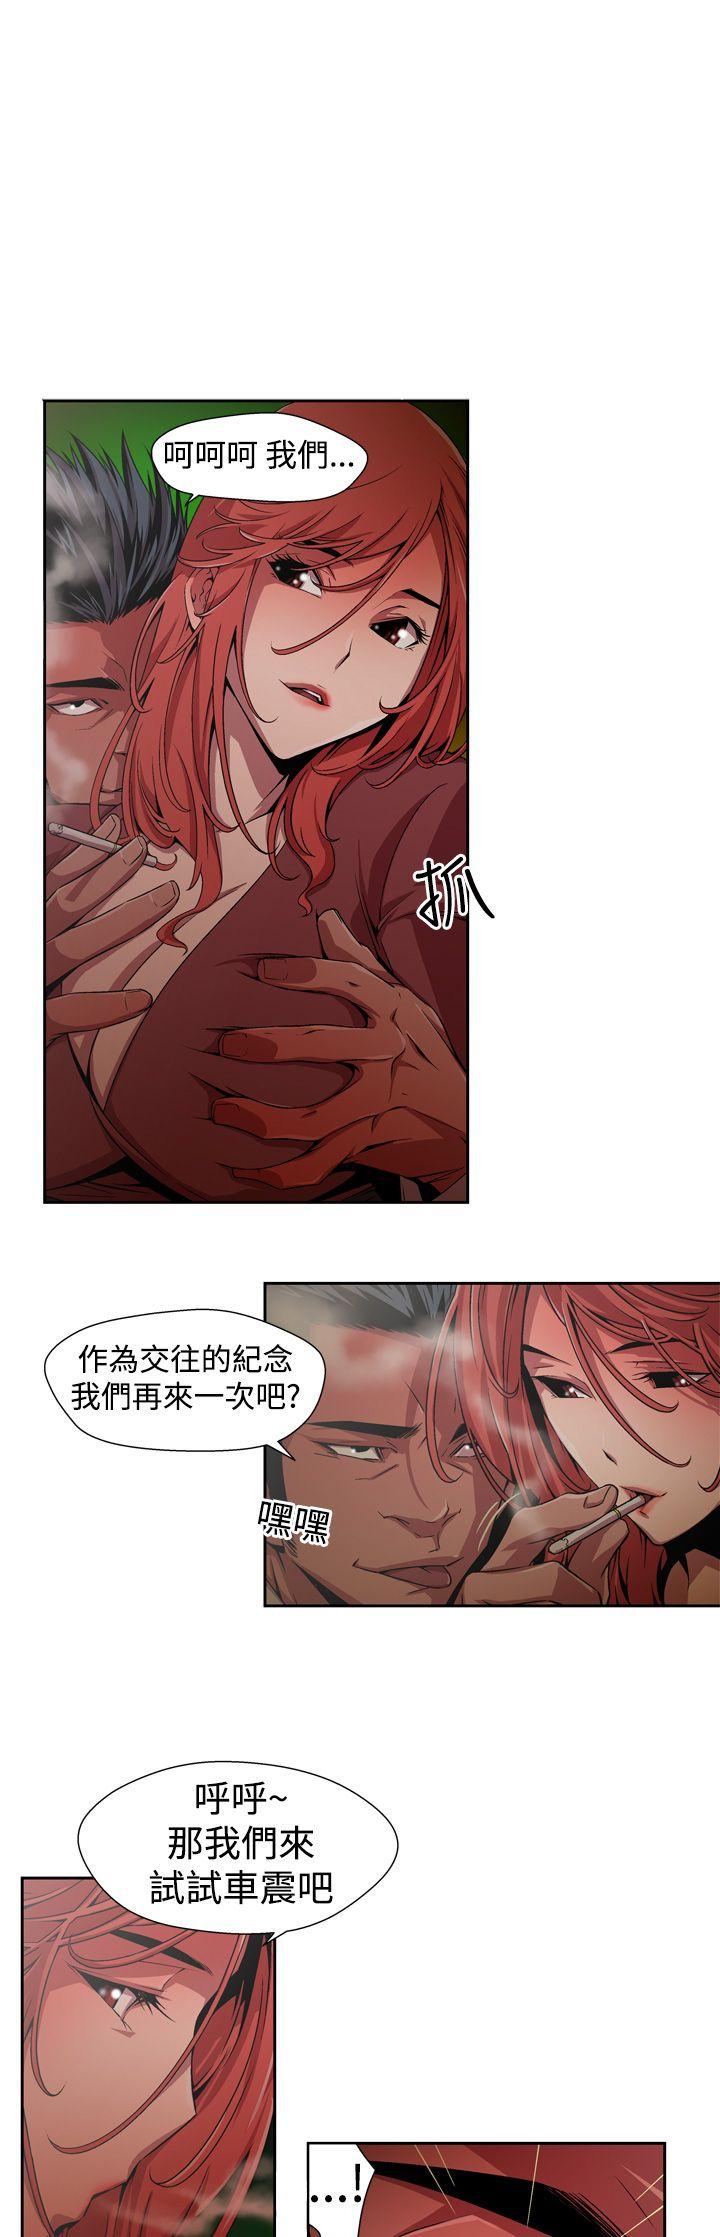 呵呵呵 我們...
抓
作為交往的紀念
我們再來一次吧?
嘿嘿
呼呼~
那我們來
試試車震吧
...!